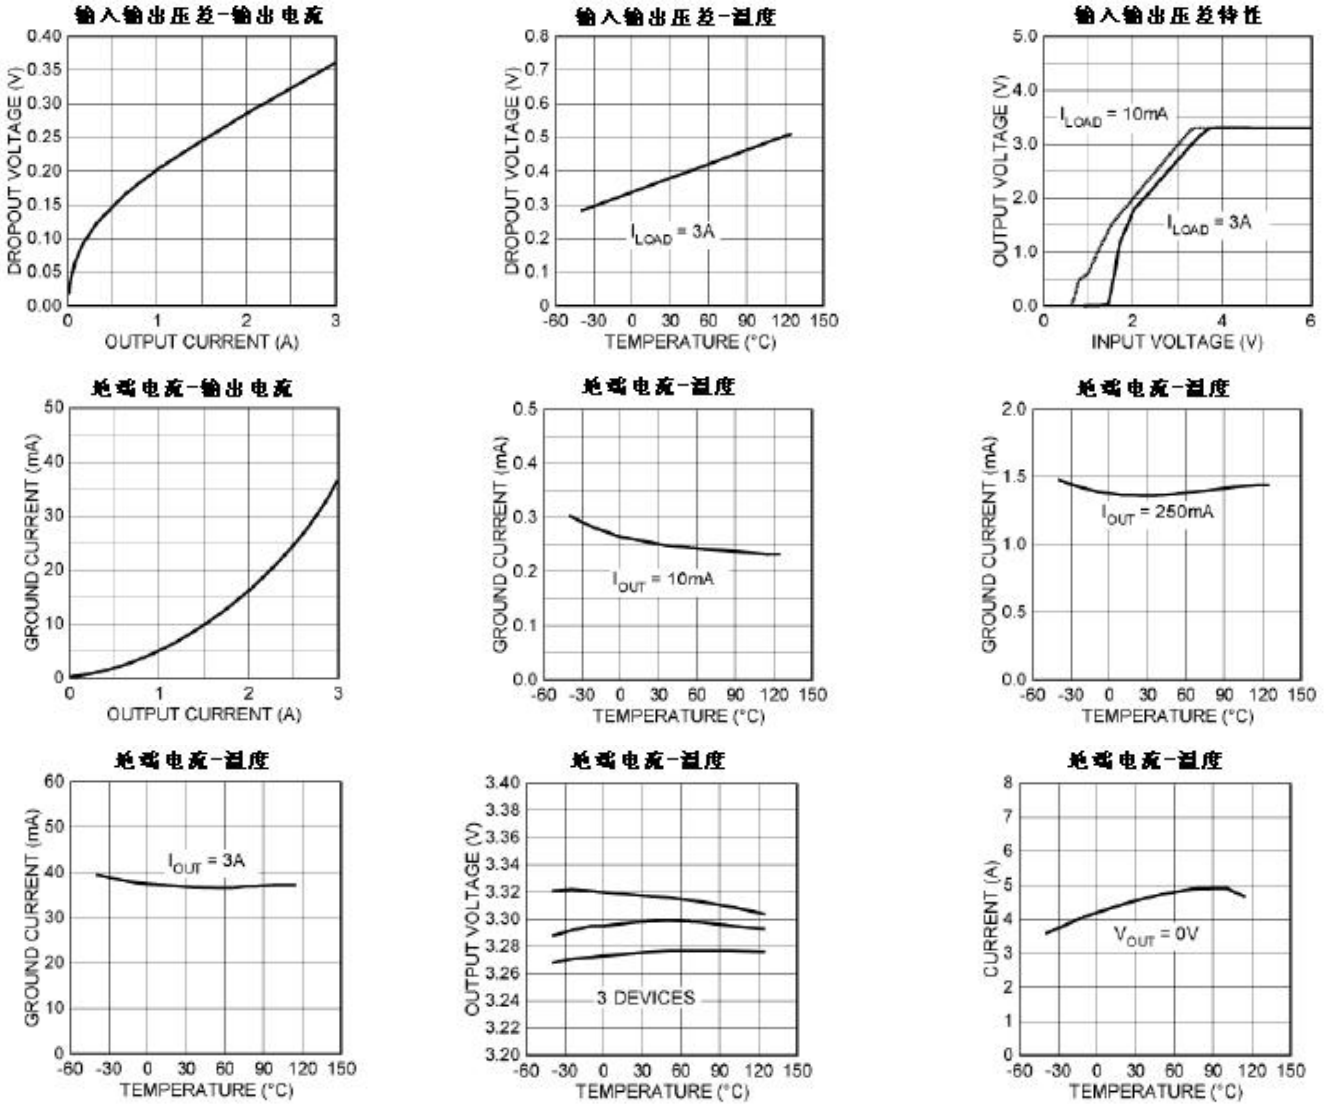 输入输出压差-输出电流
0.40
0.35
0.30
0.25
0.20
0.15
0.10
0.05
0.00
DROPOUT VOLTAGE (V)
0 1 2 3
OUTPUT CURRENT (A)
输入输出压差-温度
0.8
0.7
0.6
0.5
0.4
0.3
0.2
0.1
0
DROPOUT VOLTAGE (V)
I_LOAD = 3A
-60 -30 0 30 60 90 120 150
TEMPERATURE (°C)
输入输出压差特性
5.0
4.0
3.0
2.0
1.0
0.0
OUTPUT VOLTAGE (V)
I_LOAD = 10mA
I_LOAD = 3A
0 2 4 6
INPUT VOLTAGE (V)
地端电流-输出电流
50
40
30
20
10
0
GROUND CURRENT (mA)
0 1 2 3
OUTPUT CURRENT (A)
地端电流-温度
0.5
0.4
0.3
0.2
0.1
0.0
GROUND CURRENT (mA)
I_OUT = 10mA
-60 -30 0 30 60 90 120 150
TEMPERATURE (°C)
地端电流-温度
2.0
1.5
1.0
0.5
0.0
GROUND CURRENT (mA)
I_OUT = 250mA
-60 -30 0 30 60 90 120 150
TEMPERATURE (°C)
地端电流-温度
60
50
40
30
20
10
0
GROUND CURRENT (mA)
I_OUT = 3A
-60 -30 0 30 60 90 120 150
TEMPERATURE (°C)
地端电流-温度
3.40
3.38
3.36
3.34
3.32
3.30
3.28
3.26
3.24
3.22
3.20
OUTPUT VOLTAGE (V)
3 DEVICES
-60 -30 0 30 60 90 120 150
TEMPERATURE (°C)
地端电流-温度
8
7
6
5
4
3
2
1
0
CURRENT (A)
V_OUT = 0V
-60 -30 0 30 60 90 120 150
TEMPERATURE (°C)